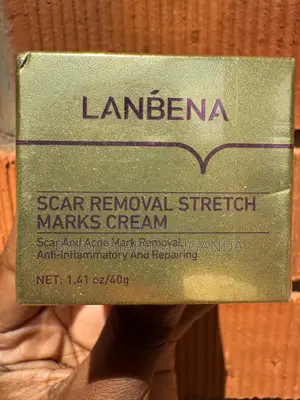 LANBÉNA
SCAR REMOVAL STRETCH
MARKS CREAM
Scar And Acne Mark Removal,
Anti-inflammatory And Repairing
NET: 1.41 oz/40g